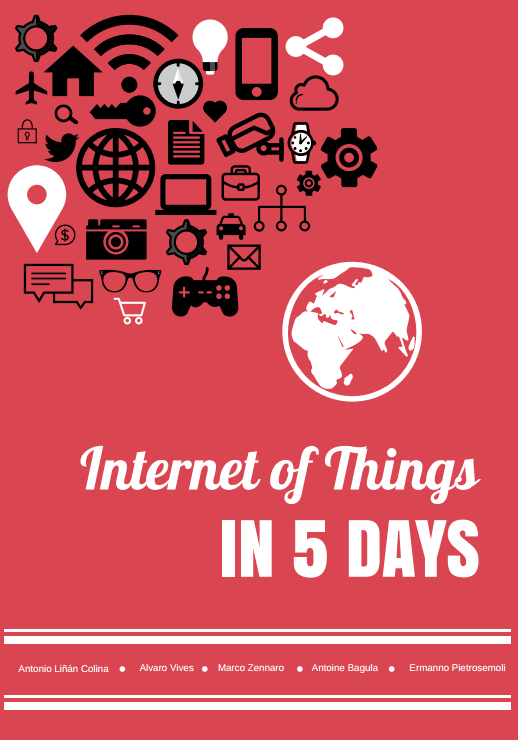 Internet of Things
IN 5 DAYS
Antonio Liñán Colina ● Alvaro Vives ● Marco Zennaro ● Antoine Bagula ● Ermanno Pietrosemoli